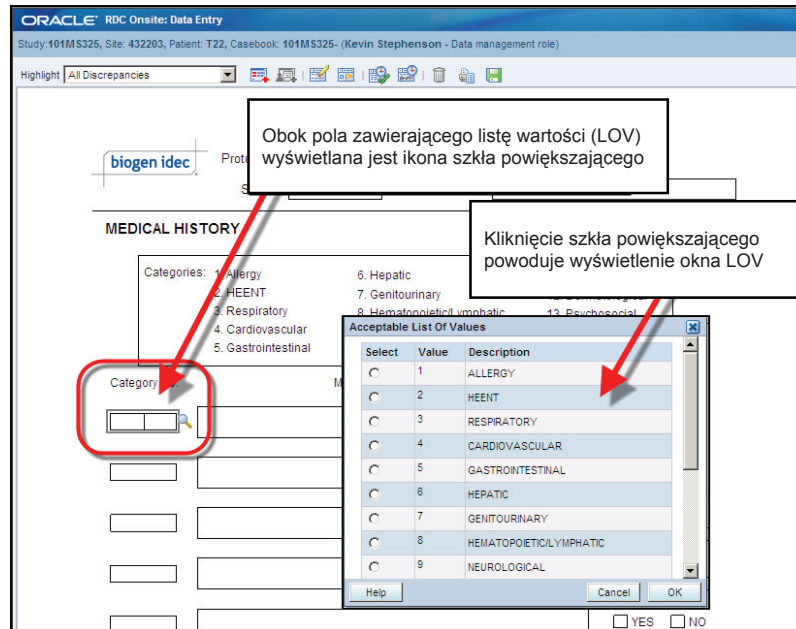 ORACLE RDC Onsite: Data Entry
Study:101MS325, Site: 432203, Patient: T22, Casebook: 101MS325- (Kevin Stephenson - Data management role)
Highlight All Discrepancies
Obok pola zawierającego listę wartości (LOV)
wyświetlana jest ikona szkła powiększającego
biogen idec
Kliknięcie szkła powiększającego
powoduje wyświetlenie okna LOV
MEDICAL HISTORY
Categories: 1. Allergy 6. Hepatic
2. HEENT 7. Genitourinary
3. Respiratory 8. Hematopoietic/Lymphatic 13. Psychosocial
4. Cardiovascular
5. Gastrointestinal
Category
Acceptable List Of Values
Select Value Description
1 ALLERGY
2 HEENT
3 RESPIRATORY
4 CARDIOVASCULAR
5 GASTROINTESTINAL
6 HEPATIC
7 GENITOURINARY
8 HEMATOPOIETIC/LYMPHATIC
9 NEUROLOGICAL
Help Cancel OK
YES NO